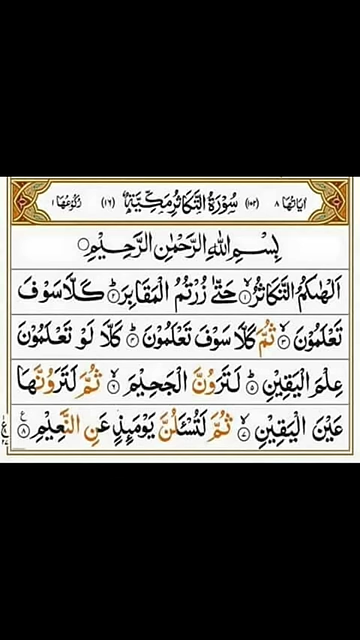 اٰيَاتُهَا ٨ (١٠٢) سُوْرَةُ التَّكَاثُرِ مَكِّيَّةٌ (١٦) رُكُوْعُهَا ١
بِسْمِ اللّٰهِ الرَّحْمٰنِ الرَّحِيْمِ
اَلْهٰىكُمُ التَّكَاثُرُ ۙ﴿١﴾ حَتّٰى زُرْتُمُ الْمَقَابِرَ ؕ﴿٢﴾ كَلَّا سَوْفَ
تَعْلَمُوْنَ ۙ﴿٣﴾ ثُمَّ كَلَّا سَوْفَ تَعْلَمُوْنَ ؕ﴿٤﴾ كَلَّا لَوْ تَعْلَمُوْنَ
عِلْمَ الْيَقِيْنِ ؕ﴿٥﴾ لَتَرَوُنَّ الْجَحِيْمَ ۙ﴿٦﴾ ثُمَّ لَتَرَوُنَّهَا
عَيْنَ الْيَقِيْنِ ۙ﴿٧﴾ ثُمَّ لَتُسْـَٔلُنَّ يَوْمَئِذٍ عَنِ النَّعِيْمِ ﴿٨﴾ ع